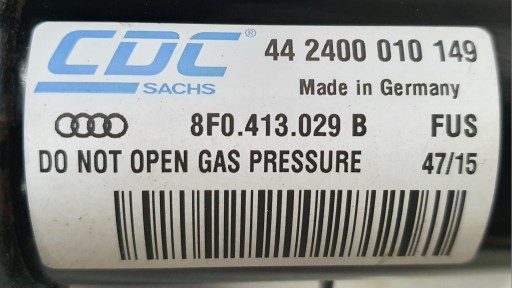 CDC® 44 2400 010 149
SACHS Made in Germany
8F0.413.029 B FUS
DO NOT OPEN GAS PRESSURE 47/15